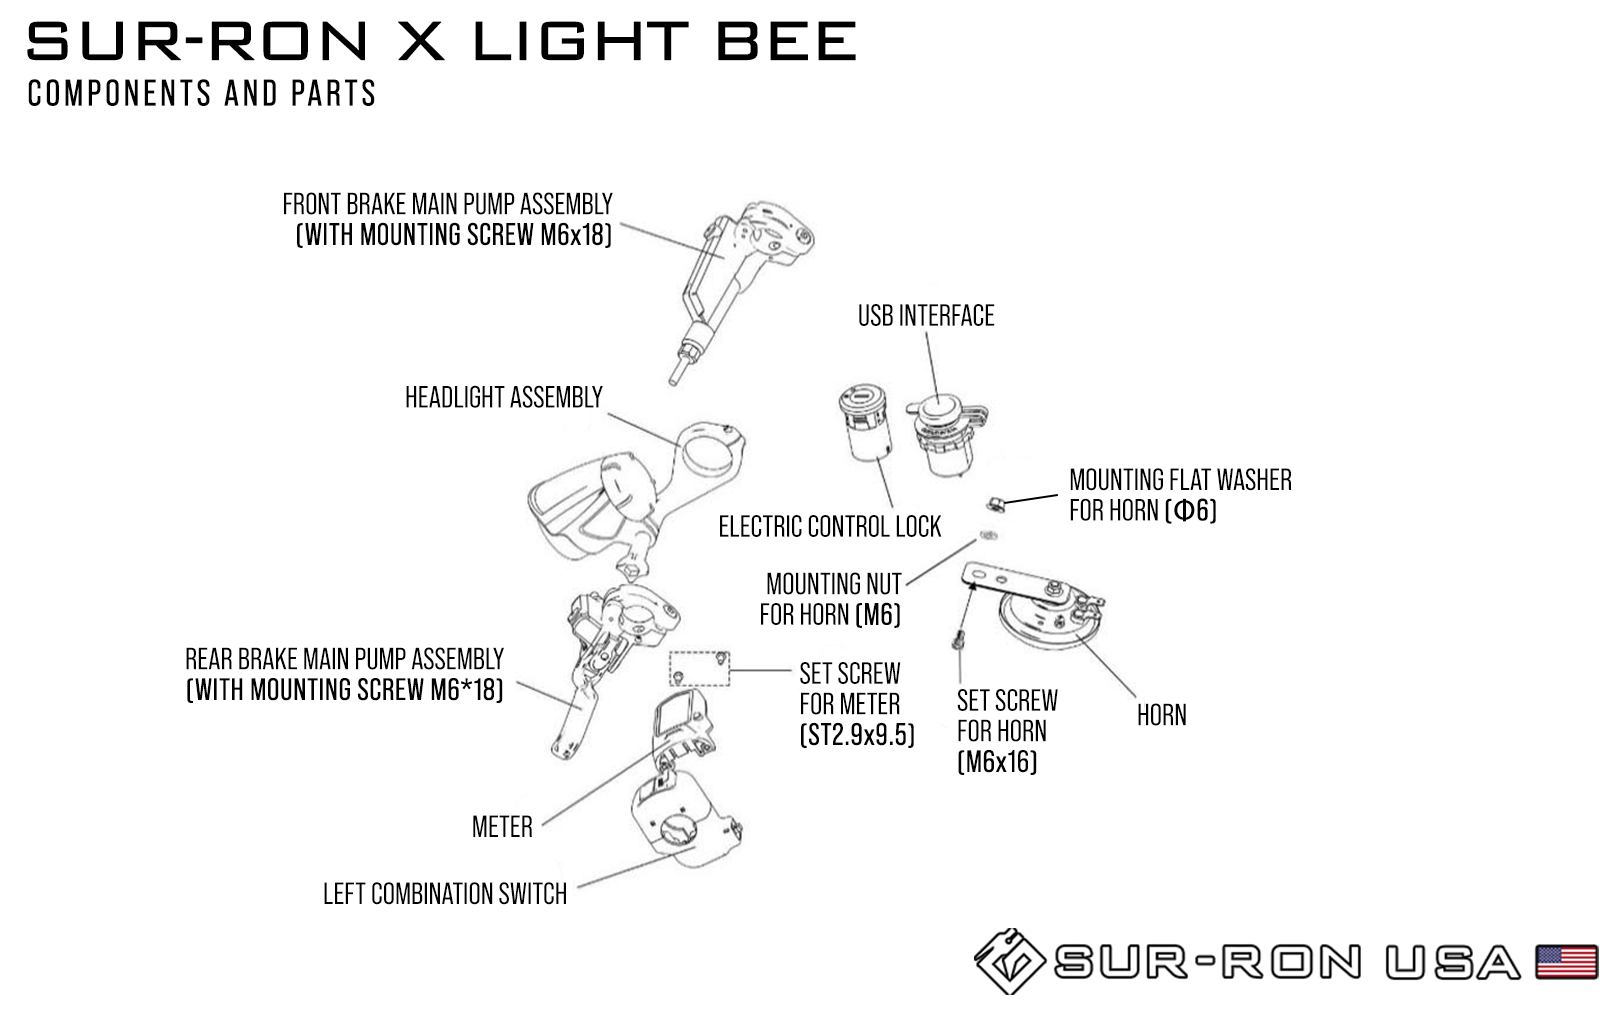 SUR-RON X LIGHT BEE
COMPONENTS AND PARTS
FRONT BRAKE MAIN PUMP ASSEMBLY
(WITH MOUNTING SCREW M6x18)
USB INTERFACE
HEADLIGHT ASSEMBLY
MOUNTING FLAT WASHER
FOR HORN (Φ6)
ELECTRIC CONTROL LOCK
MOUNTING NUT
FOR HORN (M6)
REAR BRAKE MAIN PUMP ASSEMBLY
(WITH MOUNTING SCREW M6*18)
SET SCREW
FOR METER
(ST2.9x9.5)
SET SCREW
FOR HORN
(M6x16)
HORN
METER
LEFT COMBINATION SWITCH
SUR-RON USA